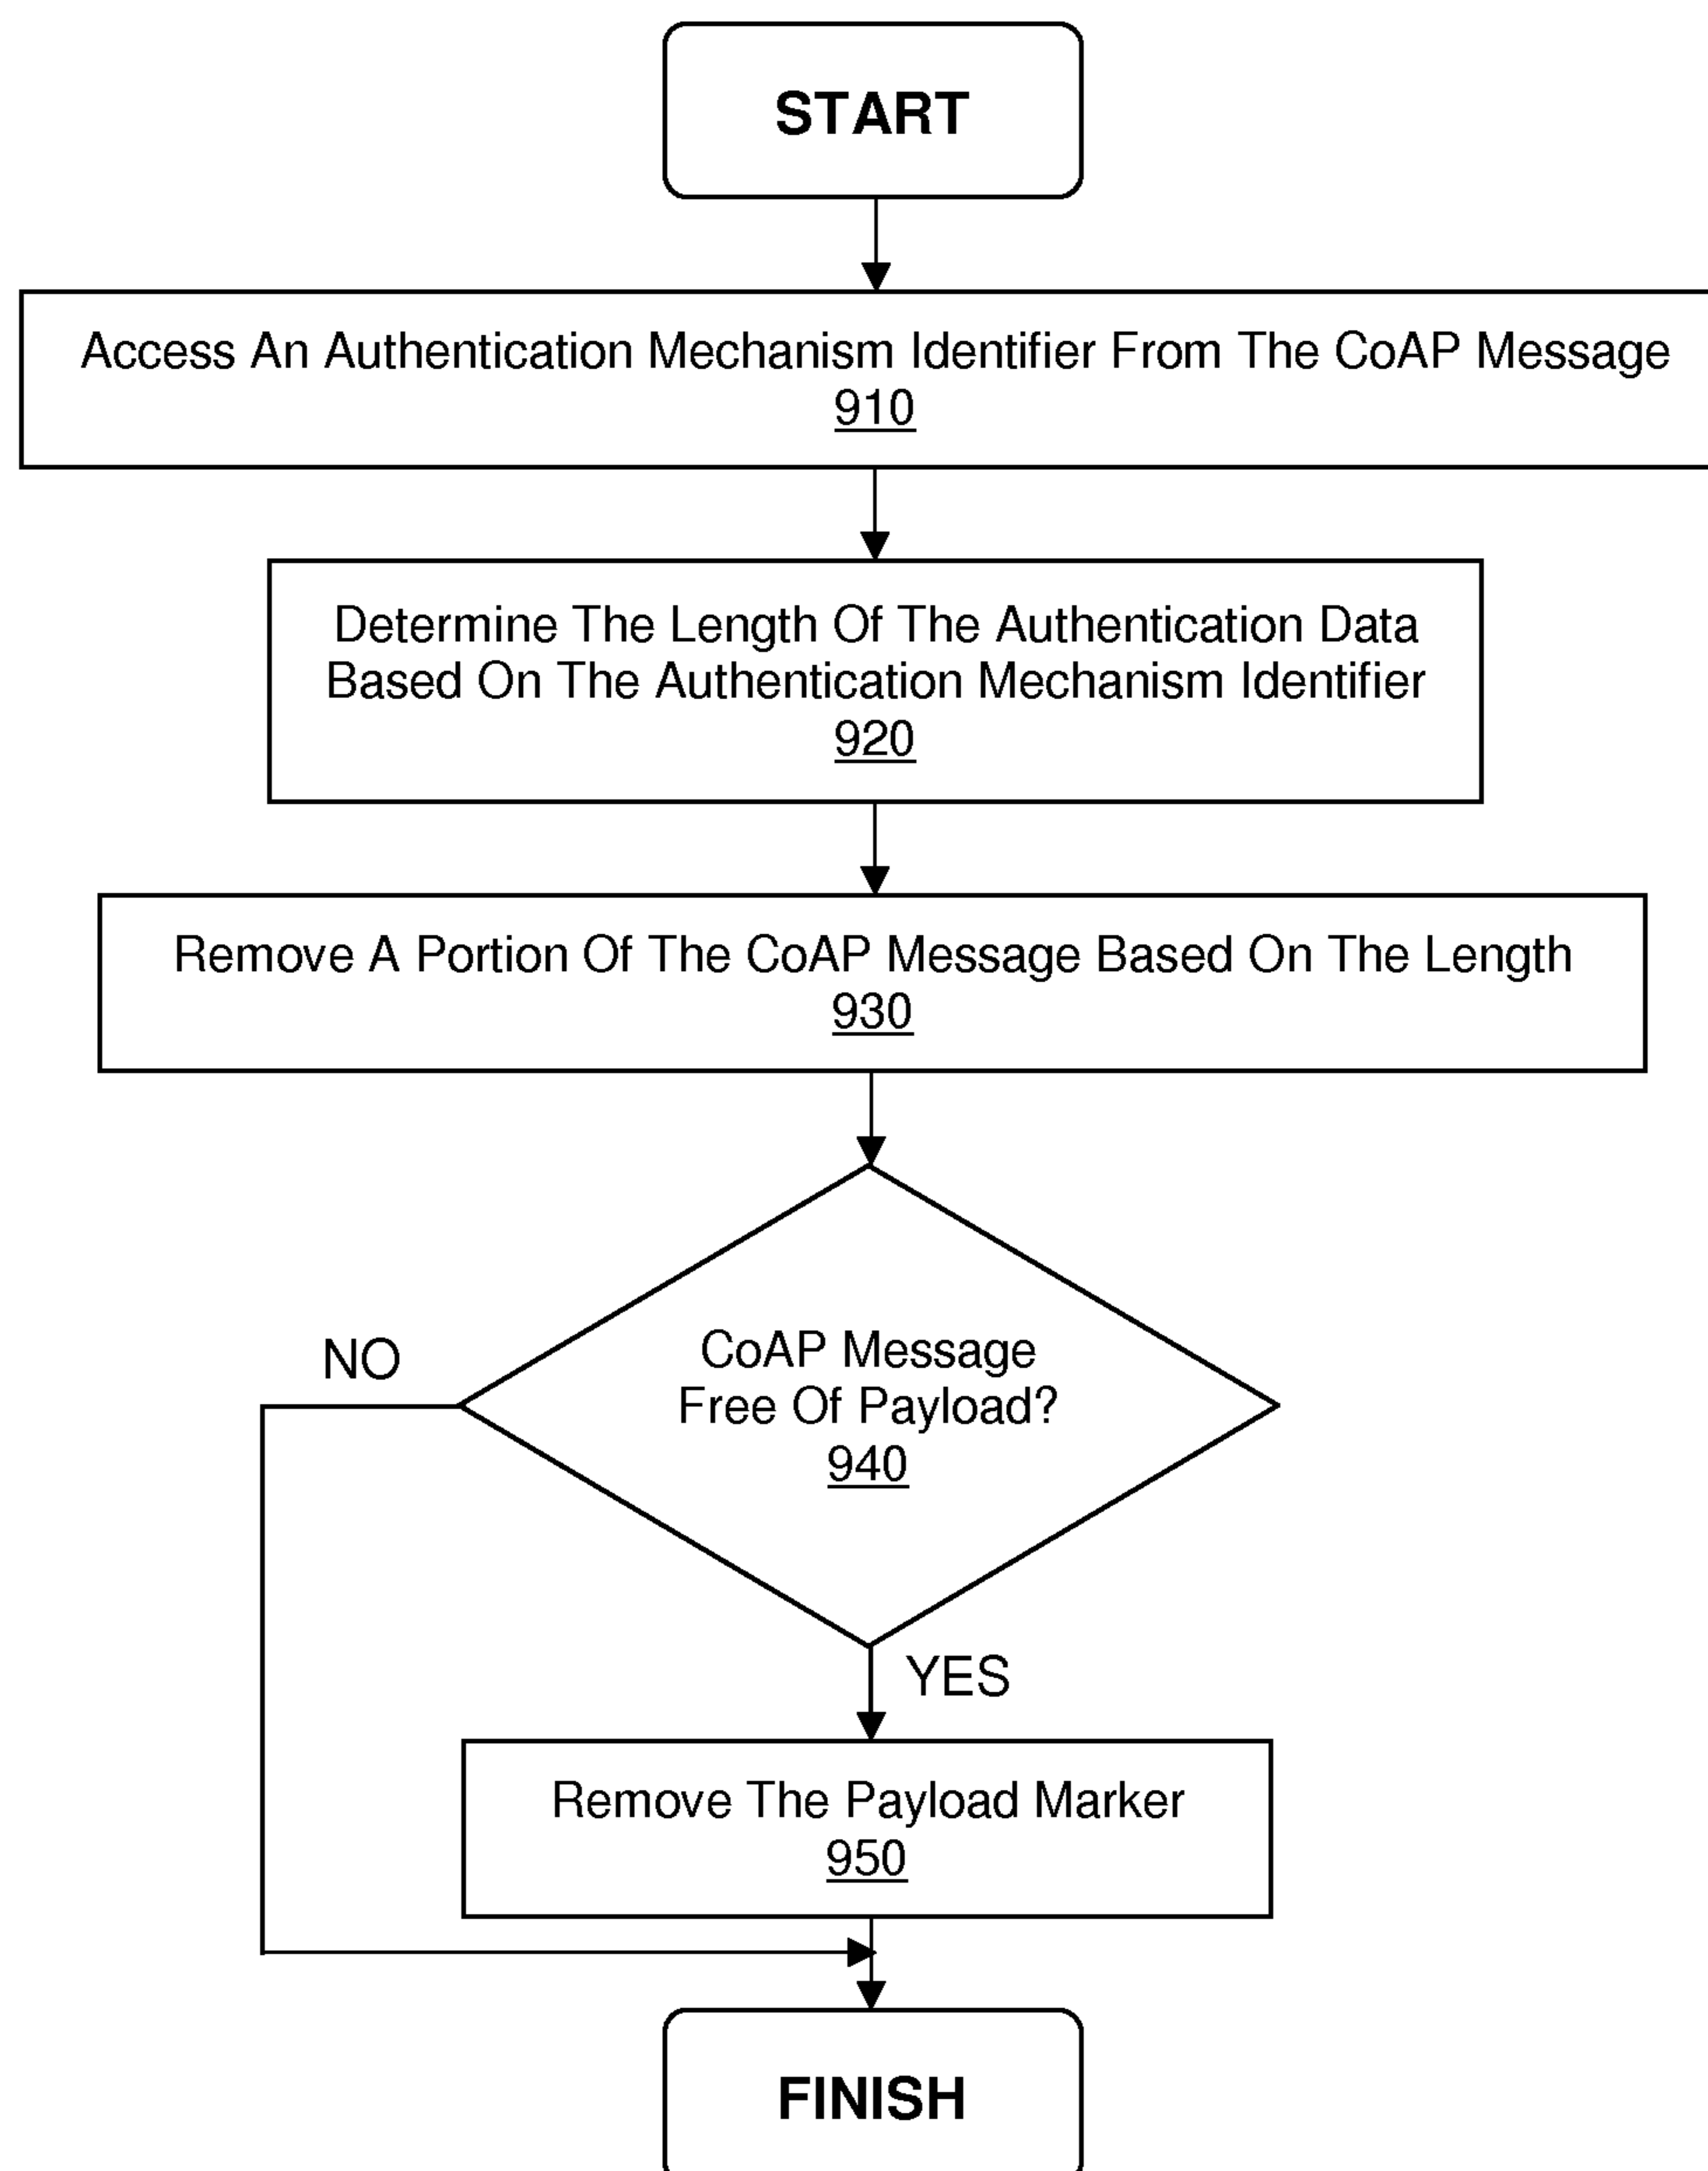 START
Access An Authentication Mechanism Identifier From The CoAP Message
910
Determine The Length Of The Authentication Data
Based On The Authentication Mechanism Identifier
920
Remove A Portion Of The CoAP Message Based On The Length
930
CoAP Message
Free Of Payload?
940
NO
YES
Remove The Payload Marker
950
FINISH